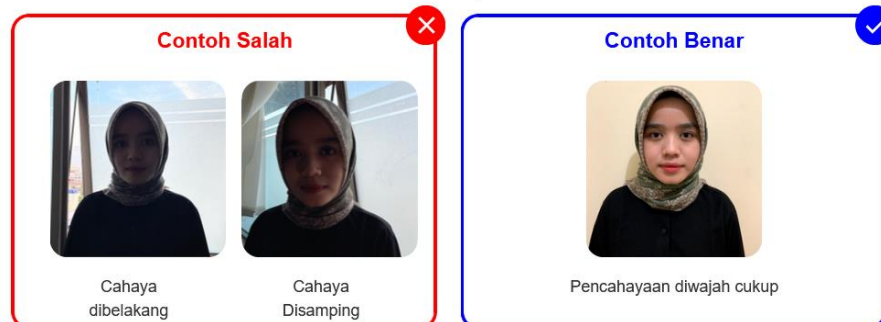 Contoh Salah
Cahaya
dibelakang
Cahaya
Disamping
Contoh Benar
Pencahayaan diwajah cukup